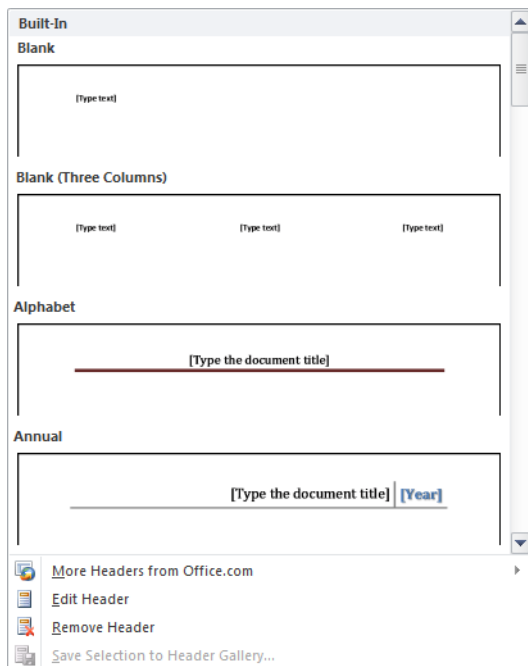 Built-In
Blank
[Type text]
Blank (Three Columns)
[Type text] [Type text] [Type text]
Alphabet
[Type the document title]
Annual
[Type the document title] [Year]
More Headers from Office.com
Edit Header
Remove Header
Save Selection to Header Gallery...